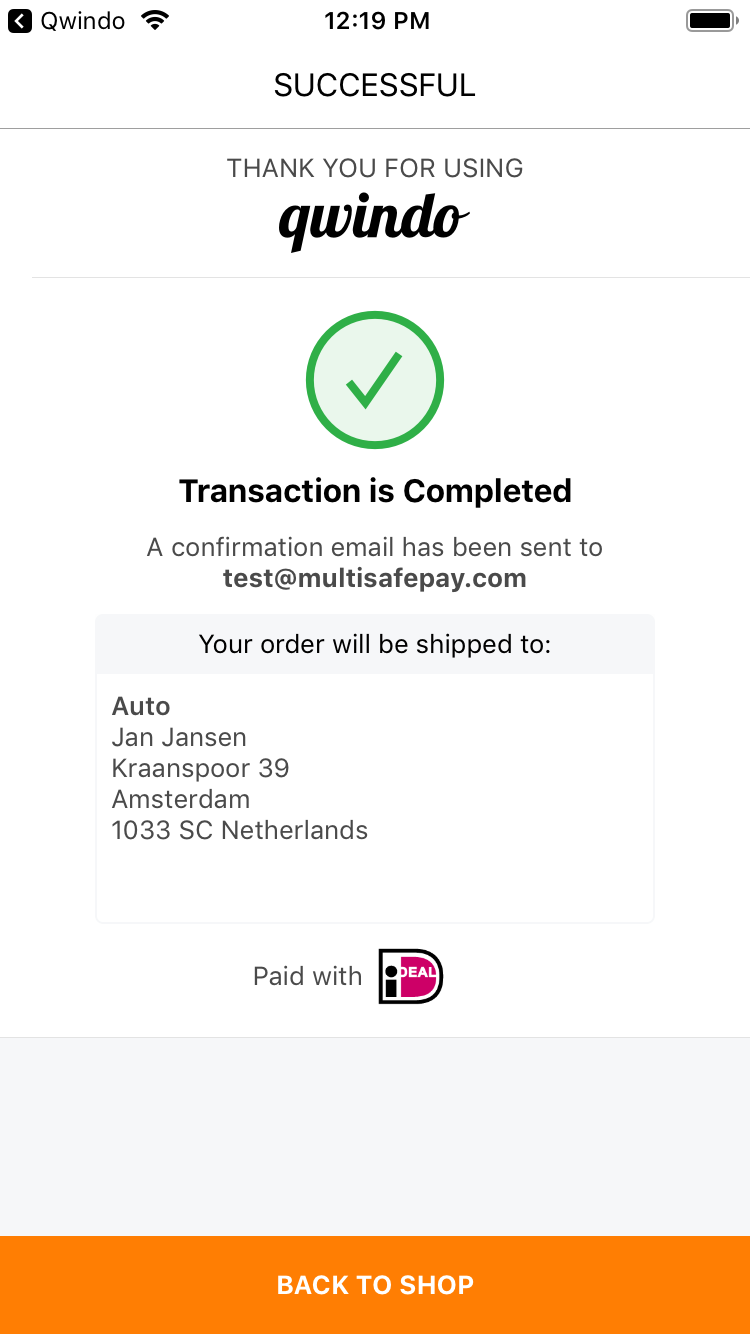 Qwindo
12:19 PM
SUCCESSFUL
THANK YOU FOR USING
qwindo
Transaction is Completed
A confirmation email has been sent to
test@multisafepay.com
Your order will be shipped to:
Auto
Jan Jansen
Kraanspoor 39
Amsterdam
1033 SC Netherlands
Paid with iDEAL
BACK TO SHOP